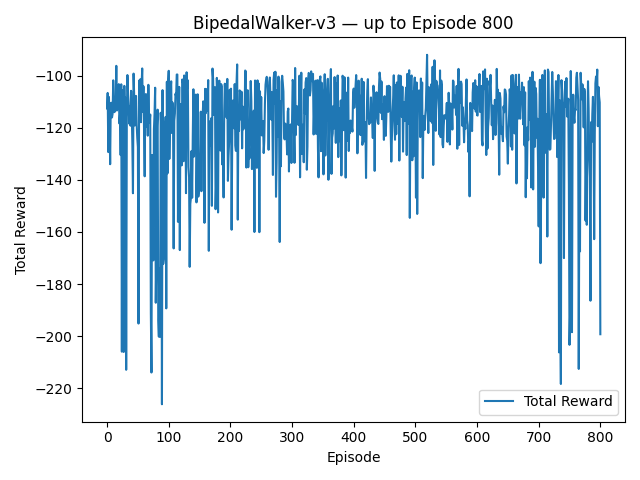 BipedalWalker-v3 — up to Episode 800
Total Reward
−100
−120
−140
−160
−180
−200
−220
Total Reward
0 100 200 300 400 500 600 700 800
Episode